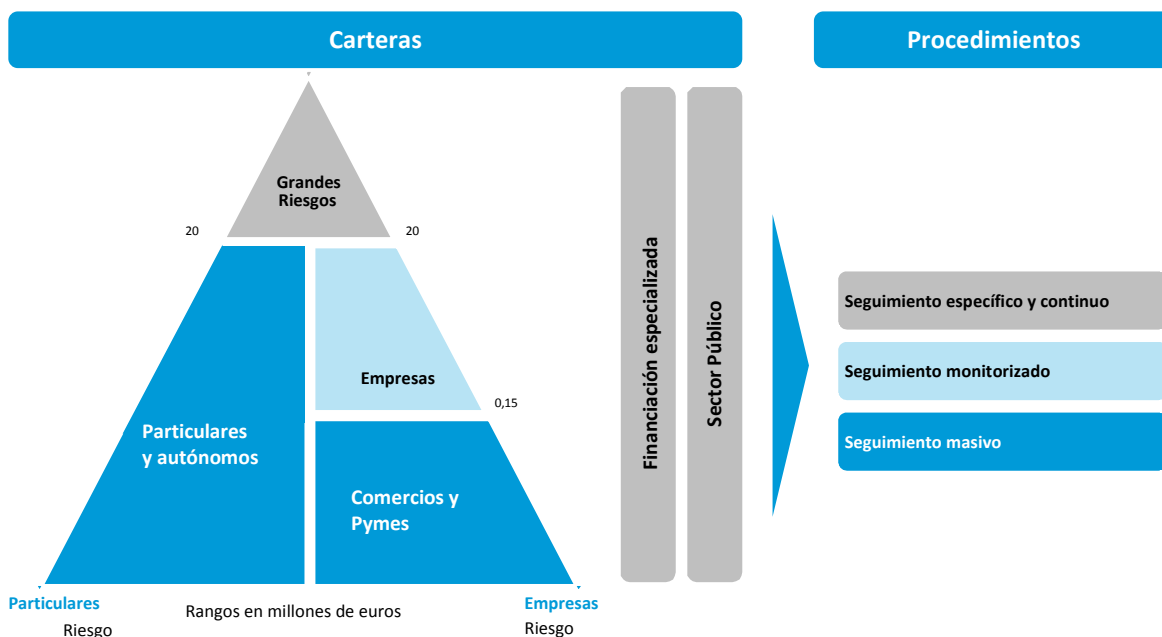 Carteras
Procedimientos
Grandes
Riesgos
20
20
Empresas
0,15
Particulares
y autónomos
Comercios y
Pymes
Financiación especializada
Sector Público
Seguimiento específico y continuo
Seguimiento monitorizado
Seguimiento masivo
Particulares
Riesgo
Rangos en millones de euros
Empresas
Riesgo